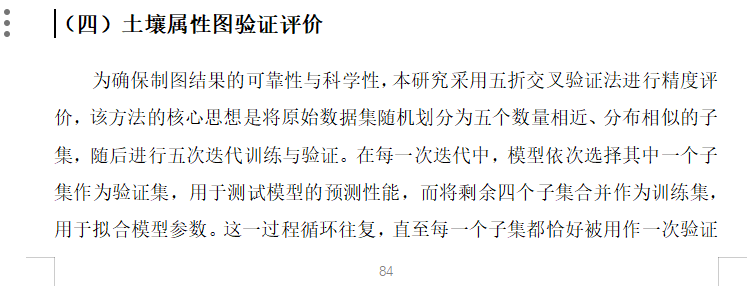 （四）土壤属性图验证评价
为确保制图结果的可靠性与科学性，本研究采用五折交叉验证法进行精度评
价，该方法的核心思想是将原始数据集随机划分为五个数量相近、分布相似的子
集，随后进行五次迭代训练与验证。在每一次迭代中，模型依次选择其中一个子
集作为验证集，用于测试模型的预测性能，而将剩余四个子集合并作为训练集，
用于拟合模型参数。这一过程循环往复，直至每一个子集都恰好被用作一次验证
84